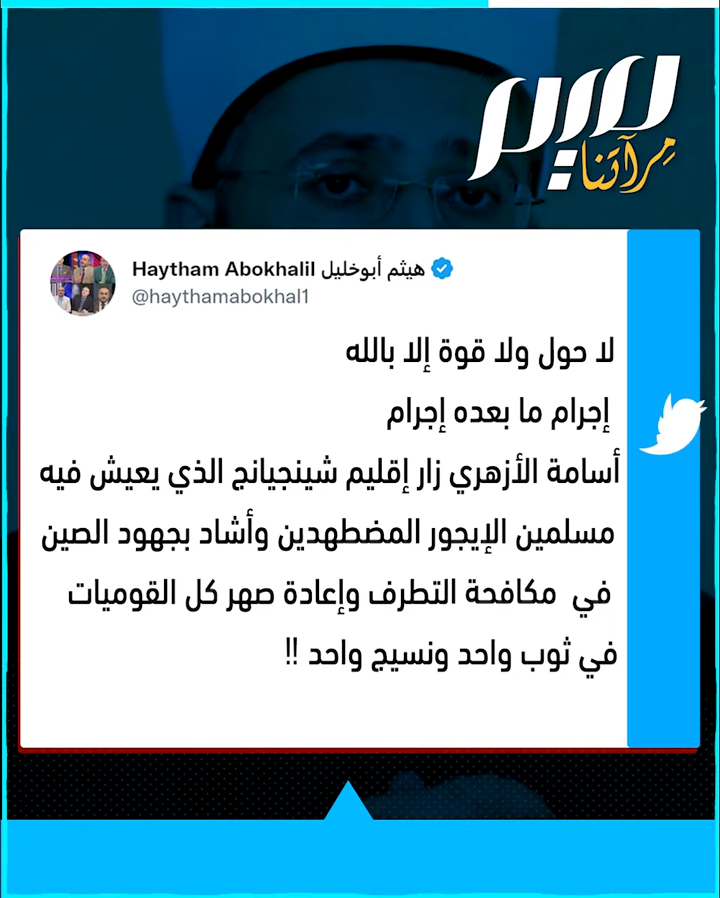 ميم
مِرآتنا
Haytham Abokhalil هيثم أبوخليل
@haythamabokhal1
لا حول ولا قوة إلا بالله
إجرام ما بعده إجرام
أسامة الأزهري زار إقليم شينجيانج الذي يعيش فيه
مسلمين الإيجور المضطهدين وأشاد بجهود الصين
في مكافحة التطرف وإعادة صهر كل القوميات
في ثوب واحد ونسيج واحد !!